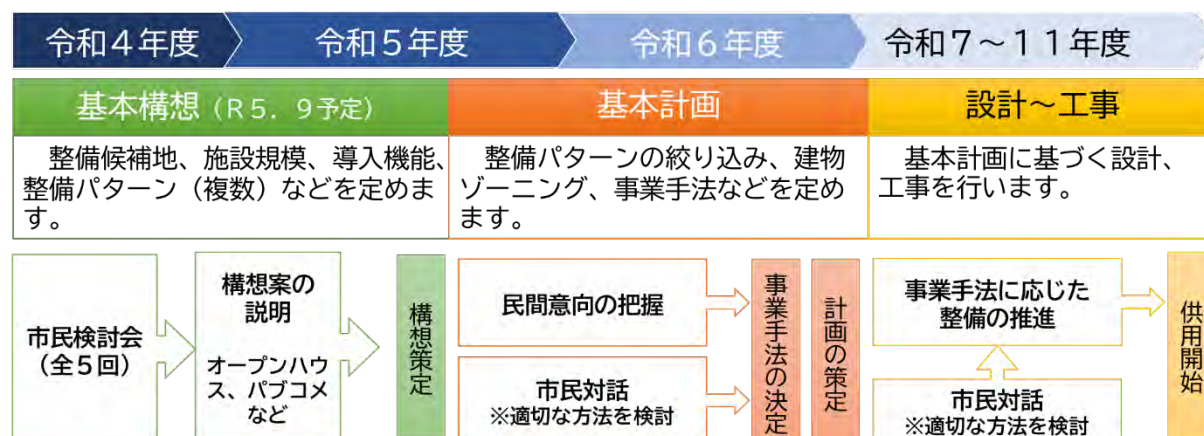 令和４年度
令和５年度
令和６年度
令和７～１１年度
基本構想（Ｒ５．９予定）
基本計画
設計～工事
整備候補地、施設規模、導入機能、
整備パターン（複数）などを定めま
す。
整備パターンの絞り込み、建物
ゾーニング、事業手法などを定め
ます。
基本計画に基づく設計、
工事を行います。
市民検討会
（全５回）
構想案の
説明
オープンハウ
ス、パブコメ
など
構想策定
民間意向の把握
市民対話
※適切な方法を検討
事業手法の決定
計画の策定
事業手法に応じた
整備の推進
市民対話
※適切な方法を検討
供用開始